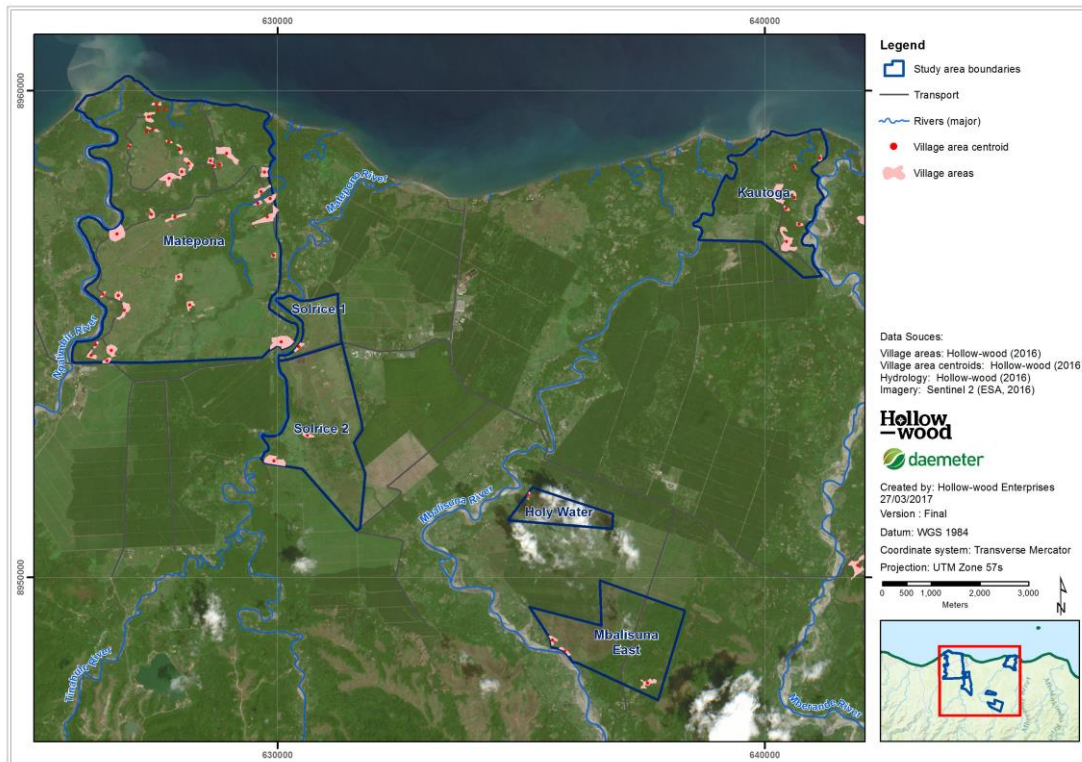 630000
640000
8960000
8950000
Matepona
Matepono River
Kautoga
Solrice 1
Ngalimbiu River
Solrice 2
Mbalisuna River
Holy Water
Mbalisuna
East
Tinabule River
Mberande River
630000
640000
Legend
Study area boundaries
Transport
Rivers (major)
Village area centroid
Village areas
Data Souces:
Village areas: Hollow-wood (2016)
Village area centroids: Hollow-wood (2016
Hydrology: Hollow-wood (2016)
Imagery: Sentinel 2 (ESA, 2016)
Hollow
—wood
daemeter
Created by: Hollow-wood Enterprises
27/03/2017
Version : Final
Datum: WGS 1984
Coordinate system: Transverse Mercator
Projection: UTM Zone 57s
0 500 1,000 2,000 3,000
Meters
N